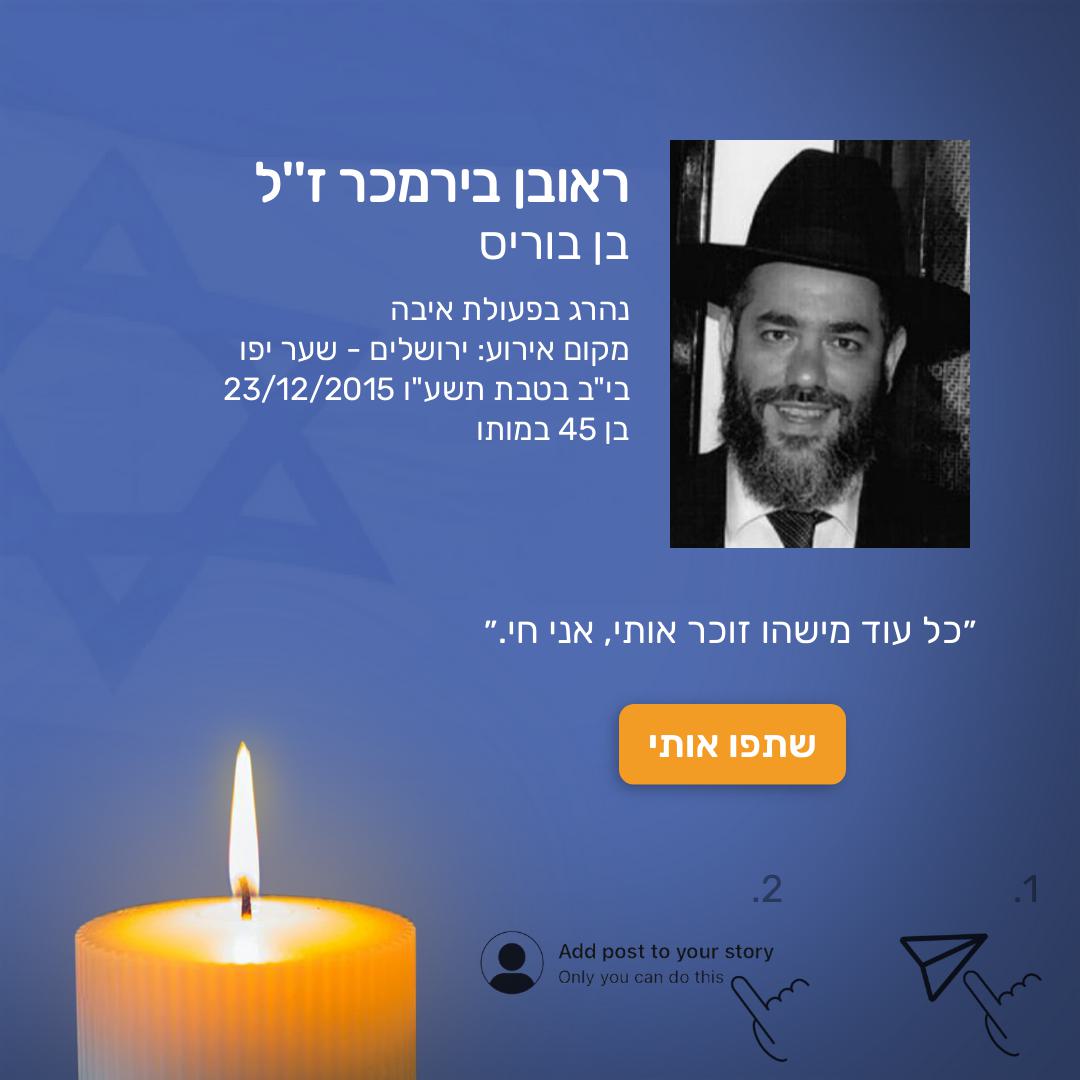 ראובן בירמכר ז"ל
בן בוריס
נהרג בפעולת איבה
מקום אירוע: ירושלים - שער יפו
בי"ב בטבת תשע"ו 23/12/2015
בן 45 במותו
״כל עוד מישהו זוכר אותי, אני חי.״
שתפו אותי
.1
.2
Add post to your story
Only you can do this